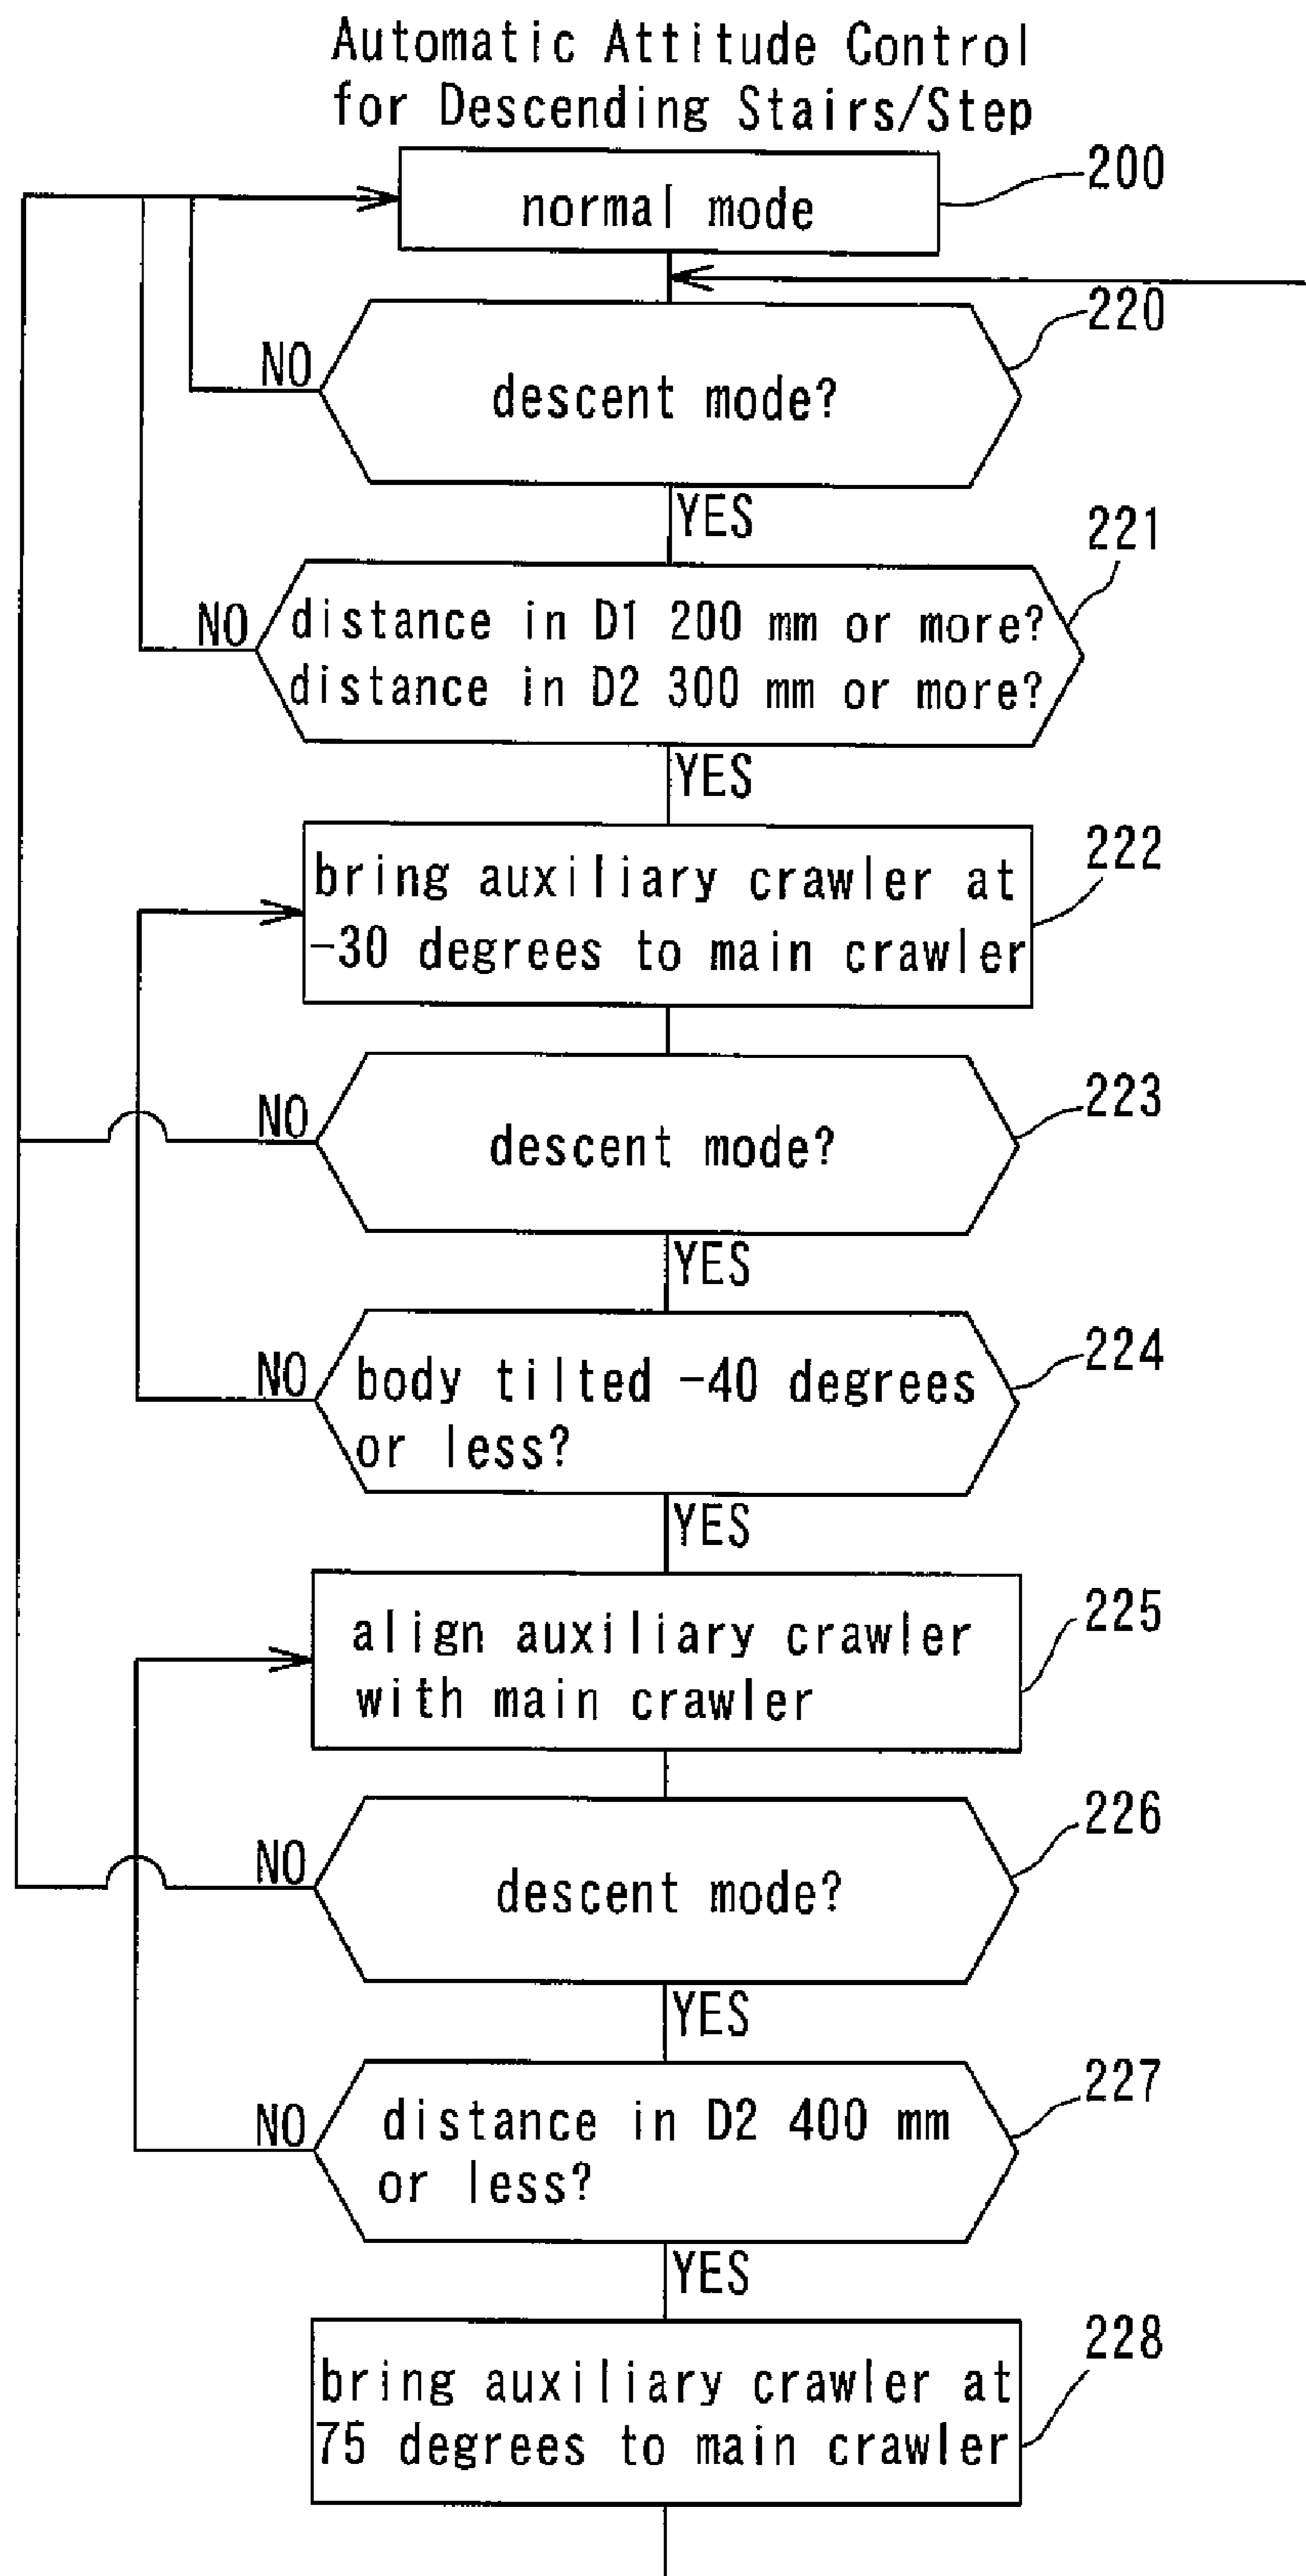 Automatic Attitude Control
for Descending Stairs/Step
normal mode
200
descent mode?
220
NO
YES
distance in D1 200 mm or more?
distance in D2 300 mm or more?
221
NO
YES
bring auxiliary crawler at
-30 degrees to main crawler
222
descent mode?
223
NO
YES
body tilted -40 degrees
or less?
224
NO
YES
align auxiliary crawler
with main crawler
225
descent mode?
226
NO
YES
distance in D2 400 mm
or less?
227
NO
YES
bring auxiliary crawler at
75 degrees to main crawler
228